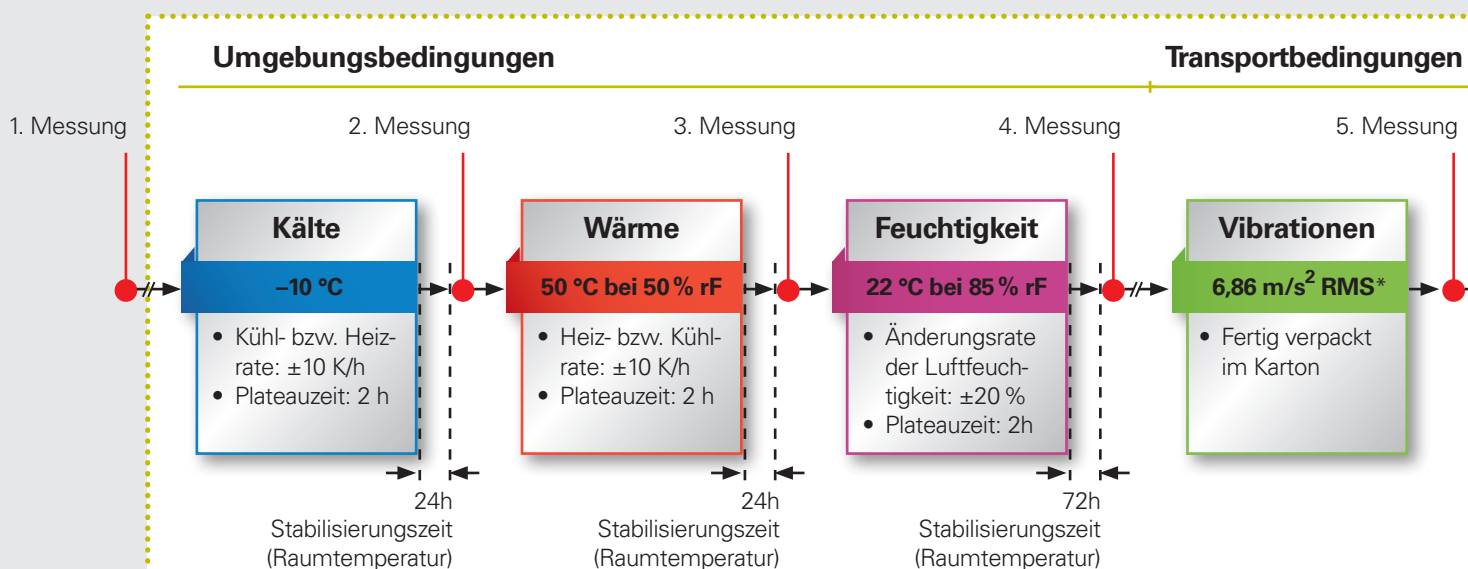 Umgebungsbedingungen
Transportbedingungen
1. Messung
2. Messung
3. Messung
4. Messung
5. Messung
Kälte
–10 °C
• Kühl- bzw. Heiz-
rate: ±10 K/h
• Plateauzeit: 2 h
24h
Stabilisierungszeit
(Raumtemperatur)
Wärme
50 °C bei 50 % rF
• Heiz- bzw. Kühl-
rate: ±10 K/h
• Plateauzeit: 2 h
24h
Stabilisierungszeit
(Raumtemperatur)
Feuchtigkeit
22 °C bei 85 % rF
• Änderungsrate
der Luftfeuch-
tigkeit: ±20 %
• Plateauzeit: 2h
72h
Stabilisierungszeit
(Raumtemperatur)
Vibrationen
6,86 m/s² RMS*
• Fertig verpackt
im Karton